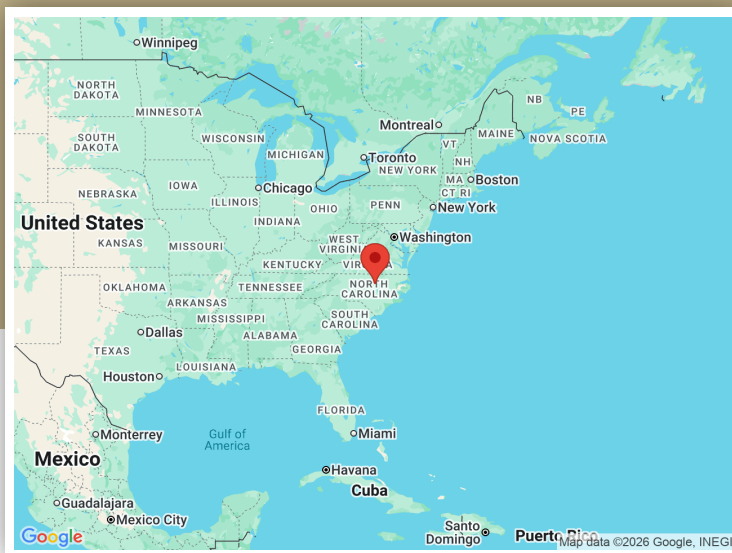 Winnipeg
NORTH
DAKOTA
MINNESOTA
NB
PE
Montreal
MAINE
NOVA SCOTIA
SOUTH
DAKOTA
WISCONSIN
MICHIGAN
Toronto
VT
NH
NEW YORK
MA
Boston
CT RI
NEBRASKA
IOWA
Chicago
ILLINOIS
INDIANA
OHIO
PENN
New York
United States
KANSAS
MISSOURI
WEST
VIRGINIA
Washington
KENTUCKY
VIRGINIA
OKLAHOMA
TENNESSEE
NORTH
CAROLINA
ARKANSAS
MISSISSIPPI
SOUTH
CAROLINA
Dallas
ALABAMA
TEXAS
GEORGIA
LOUISIANA
Houston
FLORIDA
Gulf of
America
Miami
Monterrey
Mexico
Havana
Cuba
Guadalajara
Mexico City
Santo
Domingo
Puerto Rico
Google
Map data ©2026 Google, INEGI